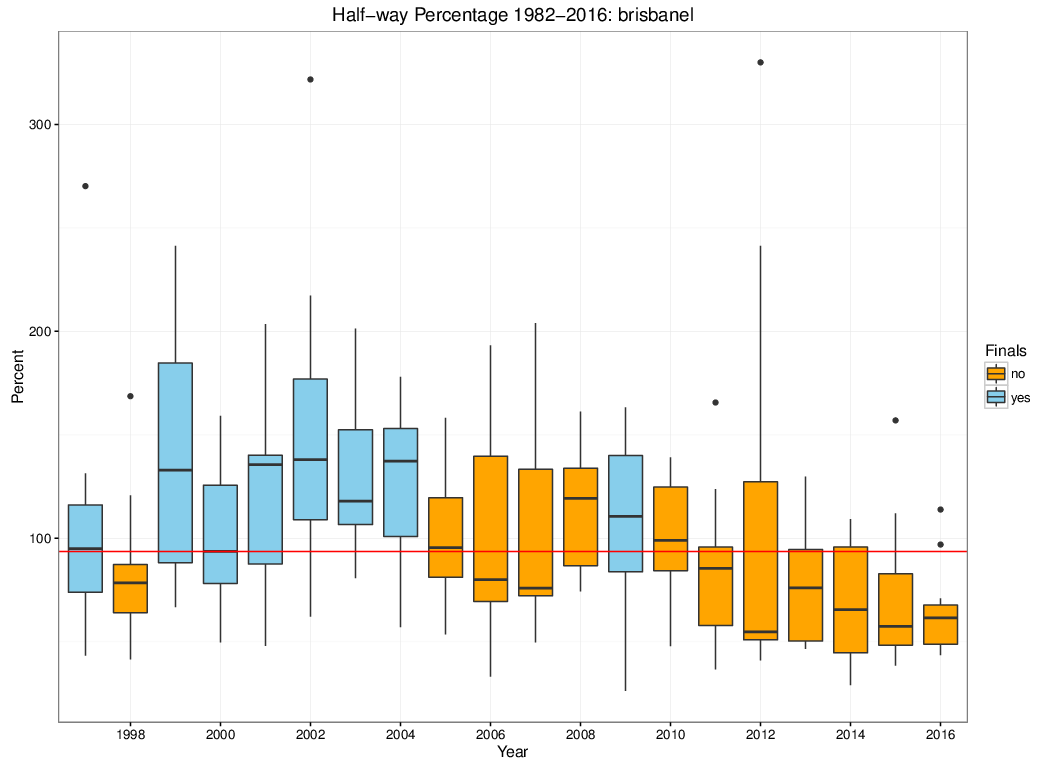 Half−way Percentage 1982−2016: brisbanel
Percent
300
200
100
1998 2000 2002 2004 2006 2008 2010 2012 2014 2016
Year
Finals
no
yes